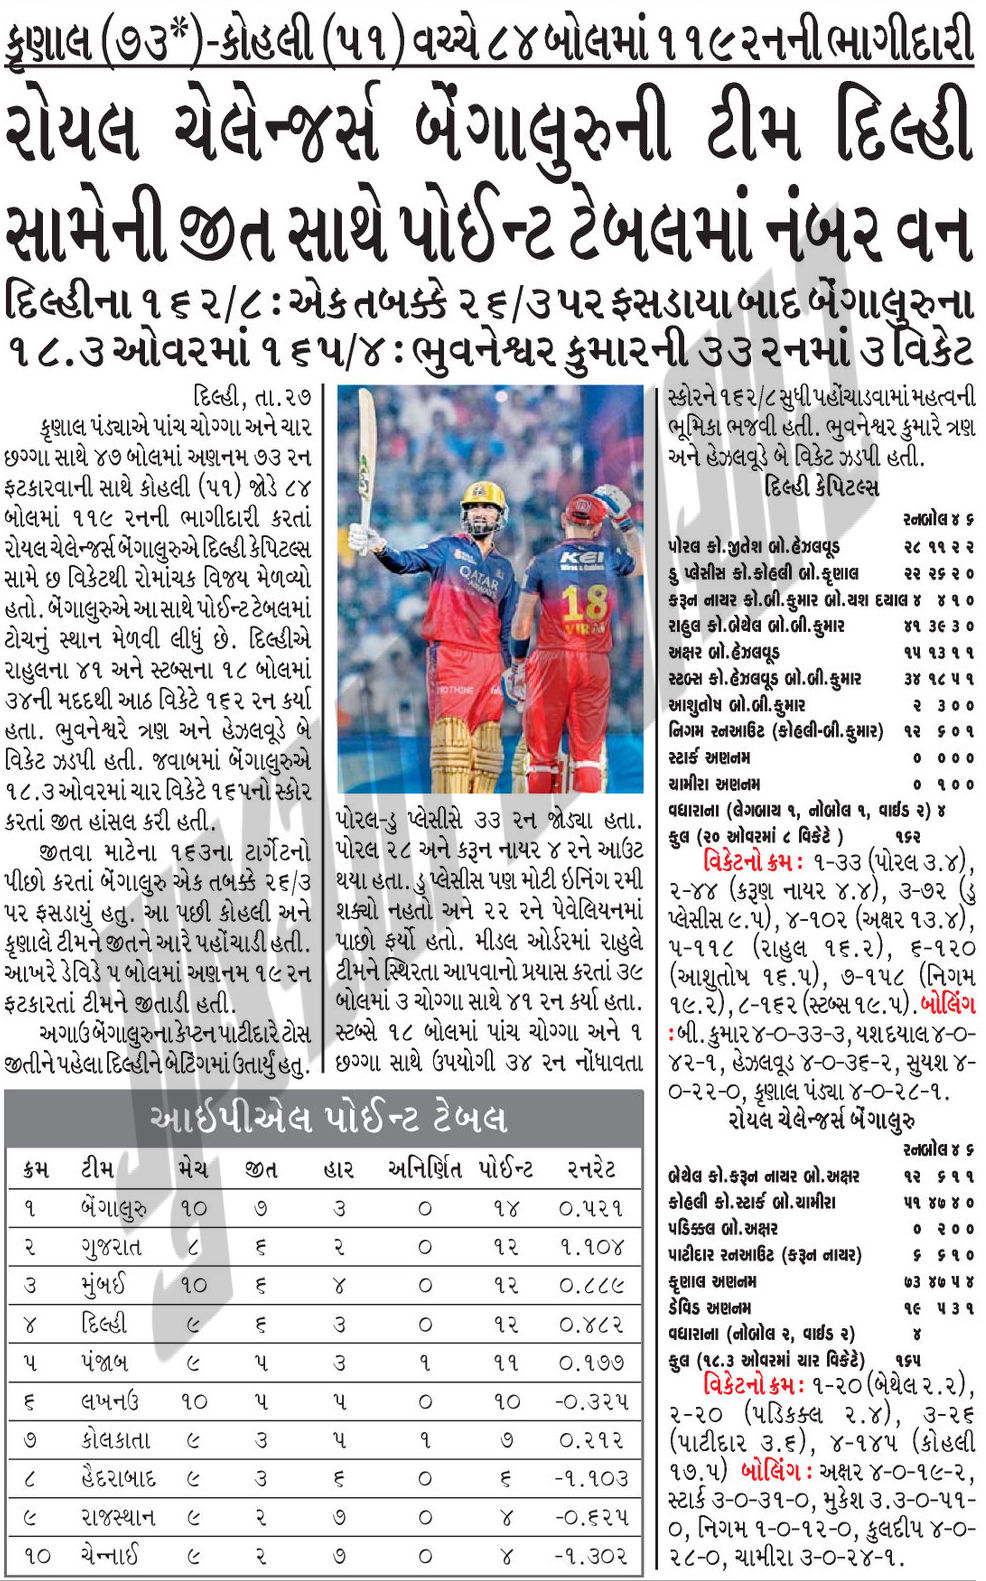 કૃણાલ (૭૩*)-કોહલી (૫૧) વચ્ચે ૮૪ બોલમાં ૧૧૯ રનની ભાગીદારી
રોયલ ચેલેન્જર્સ બેંગાલુરુની ટીમ દિલ્હી
સામેની જીત સાથે પોઈન્ટ ટેબલમાં નંબર વન
દિલ્હીના ૧૬૨/૮ : એક તબક્કે ૨૬/૩ પર ફસડાયા બાદ બેંગાલુરુના
૧૮.૩ ઓવરમાં ૧૬૫/૪ : ભુવનેશ્વર કુમારની ૩૩ રનમાં ૩ વિકેટ
દિલ્હી, તા.૨૭
કૃણાલ પંડ્યાએ પાંચ ચોગ્ગા અને ચાર
છગ્ગા સાથે ૪૭ બોલમાં અણનમ ૭૩ રન
ફટકારવાની સાથે કોહલી (૫૧) જોડે ૮૪
બોલમાં ૧૧૯ રનની ભાગીદારી કરતાં
રોયલ ચેલેન્જર્સ બેંગાલુરુએ દિલ્હી કેપિટલ્સ
સામે છ વિકેટથી રોમાંચક વિજય મેળવ્યો
હતો. બેંગાલુરુએ આ સાથે પોઈન્ટ ટેબલમાં
ટોચનું સ્થાન મેળવી લીધું છે. દિલ્હીએ
રાહુલના ૪૧ અને સ્ટબ્સના ૧૮ બોલમાં
૩૪ની મદદથી આઠ વિકેટે ૧૬૨ રન કર્યા
હતા. ભુવનેશ્વરે ત્રણ અને હેઝલવૂડે બે
વિકેટ ઝડપી હતી. જવાબમાં બેંગાલુરુએ
૧૮.૩ ઓવરમાં ચાર વિકેટે ૧૬૫નો સ્કોર
કરતાં જીત હાંસલ કરી હતી.
જીતવા માટેના ૧૬૩ના ટાર્ગેટનો
પીછો કરતાં બેંગાલુરુ એક તબક્કે ૨૬/૩
પર ફસડાયું હતુ. આ પછી કોહલી અને
કૃણાલે ટીમને જીતને આરે પહોંચાડી હતી.
આખરે ડેવિડે ૫ બોલમાં અણનમ ૧૯ રન
ફટકારતાં ટીમને જીતાડી હતી.
અગાઉ બેંગાલુરુના કેપ્ટન પાટીદારે ટોસ
જીતીને પહેલા દિલ્હીને બેટિંગમાં ઉતાર્યું હતુ.
QATAR
AIRWAYS
NOTHING
KEI
Wires & Cables
18
VIRAT
પોરલ-ડુ પ્લેસીસે ૩૩ રન જોડ્યા હતા.
પોરલ ૨૮ અને કરૂન નાયર ૪ રને આઉટ
થયા હતા. ડુ પ્લેસીસ પણ મોટી ઈનિંગ રમી
શક્યો નહતો અને ૨૨ રને પેવેલિયનમાં
પાછો ફર્યો હતો. મીડલ ઓર્ડરમાં રાહુલે
ટીમને સ્થિરતા આપવાનો પ્રયાસ કરતાં ૩૯
બોલમાં ૩ ચોગ્ગા સાથે ૪૧ રન કર્યા હતા.
સ્ટબ્સે ૧૮ બોલમાં પાંચ ચોગ્ગા અને ૧
છગ્ગા સાથે ઉપયોગી ૩૪ રન નોંધાવતા
સ્કોરને ૧૬૨/૮ સુધી પહોંચાડવામાં મહત્વની
ભૂમિકા ભજવી હતી. ભુવનેશ્વર કુમારે ત્રણ
અને હેઝલવૂડે બે વિકેટ ઝડપી હતી.
દિલ્હી કેપિટલ્સ
રન બોલ ૪ ૬
પોરલ કો.જીતેશ બો.હેઝલવૂડ ૨૮ ૧૧ ૨ ૨
ડુ પ્લેસીસ કો.કોહલી બો.કૃણાલ ૨૨ ૨૬ ૨ ૦
કરૂન નાયર કો.બી.કુમાર બો.યશ દયાલ ૪ ૪ ૧ ૦
રાહુલ કો.બેથેલ બો.બી.કુમાર ૪૧ ૩૯ ૩ ૦
અક્ષર બો.હેઝલવૂડ ૧૫ ૧૩ ૧ ૧
સ્ટબ્સ કો.હેઝલવૂડ બો.બી.કુમાર ૩૪ ૧૮ ૫ ૧
આશુતોષ બો.બી.કુમાર ૨ ૩ ૦ ૦
નિગમ રનઆઉટ (કોહલી-બી.કુમાર) ૧૨ ૬ ૦ ૧
સ્ટાર્ક અણનમ ૦ ૦ ૦ ૦
ચામીરા અણનમ ૦ ૧ ૦ ૦
વધારાના (લેગબાય ૧, નોબોલ ૧, વાઈડ ૨) ૪
કુલ (૨૦ ઓવરમાં ૮ વિકેટે ) ૧૬૨
વિકેટનો ક્રમ : ૧-૩૩ (પોરલ ૩.૪),
૨-૪૪ (કરૂણ નાયર ૪.૪), ૩-૭૨ (ડુ
પ્લેસીસ ૯.૫), ૪-૧૦૨ (અક્ષર ૧૩.૪),
૫-૧૧૮ (રાહુલ ૧૬.૨), ૬-૧૨૦
(આશુતોષ ૧૬.૫), ૭-૧૫૮ (નિગમ
૧૯.૨), ૮-૧૬૨ (સ્ટબ્સ ૧૯.૫). બોલિંગ
: બી. કુમાર ૪-૦-૩૩-૩, યશ દયાલ ૪-૦-
૪૨-૧, હેઝલવૂડ ૪-૦-૩૬-૨, સુયશ ૪-
૦-૨૨-૦, કૃણાલ પંડ્યા ૪-૦-૨૮-૧.
રોયલ ચેલેન્જર્સ બેંગાલુરુ
રન બોલ ૪ ૬
બેથેલ કો.કરૂન નાયર બો.અક્ષર ૧૨ ૬ ૧ ૧
કોહલી કો.સ્ટાર્ક બો.ચામીરા ૫૧ ૪૭ ૪ ૦
પડિક્કલ બો.અક્ષર ૦ ૨ ૦ ૦
પાટીદાર રનઆઉટ (કરૂન નાયર) ૬ ૬ ૧ ૦
કૃણાલ અણનમ ૭૩ ૪૭ ૫ ૪
ડેવિડ અણનમ ૧૯ ૫ ૩ ૧
વધારાના (નોબોલ ૨, વાઈડ ૨) ૪
કુલ (૧૮.૩ ઓવરમાં ચાર વિકેટે) ૧૬૫
વિકેટનો ક્રમ : ૧-૨૦ (બેથેલ ૨.૨),
૨-૨૦ (પડિકક્લ ૨.૪), ૩-૨૬
(પાટીદાર ૩.૬), ૪-૧૪૫ (કોહલી
૧૭.૫) બોલિંગ : અક્ષર ૪-૦-૧૯-૨,
સ્ટાર્ક ૩-૦-૩૧-૦, મુકેશ ૩.૩-૦-૫૧-
૦, નિગમ ૧-૦-૧૨-૦, કુલદીપ ૪-૦-
૨૮-૦, ચામીરા ૩-૦-૨૪-૧.
આઈપીએલ પોઈન્ટ ટેબલ
ક્રમ ટીમ મેચ જીત હાર અનિર્ણિત પોઈન્ટ રનરેટ
૧ બેંગાલુરુ ૧૦ ૭ ૩ ૦ ૧૪ ૦.૫૨૧
૨ ગુજરાત ૮ ૬ ૨ ૦ ૧૨ ૧.૧૦૪
૩ મુંબઈ ૧૦ ૬ ૪ ૦ ૧૨ ૦.૮૮૯
૪ દિલ્હી ૯ ૬ ૩ ૦ ૧૨ ૦.૪૮૨
૫ પંજાબ ૯ ૫ ૩ ૧ ૧૧ ૦.૧૭૭
૬ લખનઉ ૧૦ ૫ ૫ ૦ ૧૦ -૦.૩૨૫
૭ કોલકાતા ૯ ૩ ૫ ૧ ૭ ૦.૨૧૨
૮ હૈદરાબાદ ૯ ૩ ૬ ૦ ૬ -૧.૧૦૩
૯ રાજસ્થાન ૯ ૨ ૭ ૦ ૪ -૦.૬૨૫
૧૦ ચેન્નાઈ ૯ ૨ ૭ ૦ ૪ -૧.૩૦૨